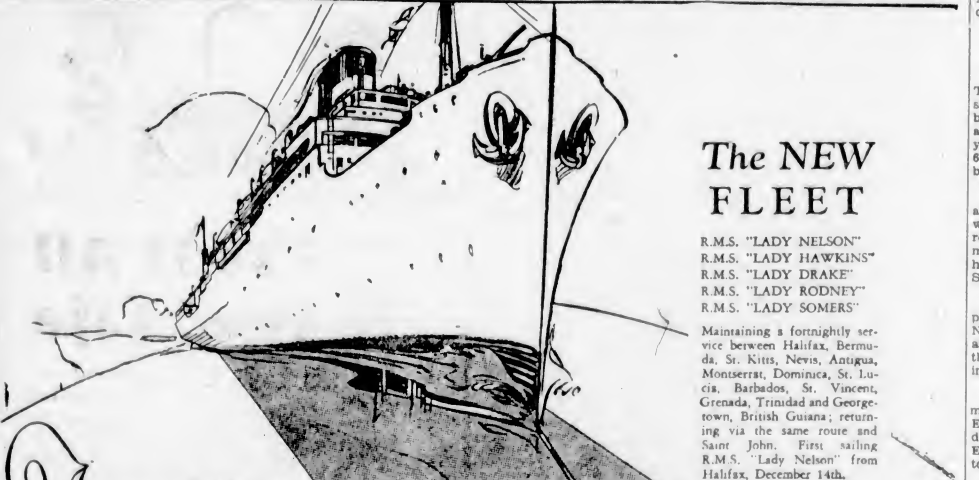 The NEW
FLEET
R.M.S. "LADY NELSON"
R.M.S. "LADY HAWKINS"
R.M.S. "LADY DRAKE"
R.M.S. "LADY RODNEY"
R.M.S. "LADY SOMERS"
Maintaining a fortnightly ser-
vice between Halifax, Bermu-
da, St. Kitts, Nevis, Antigua,
Montserrat, Dominica, St. Lu-
cia, Barbados, St. Vincent,
Grenada, Trinidad and George-
town, British Guiana; return-
ing via the same route and
Saint John. First sailing
R.M.S. "Lady Nelson" from
Halifax, December 14th.